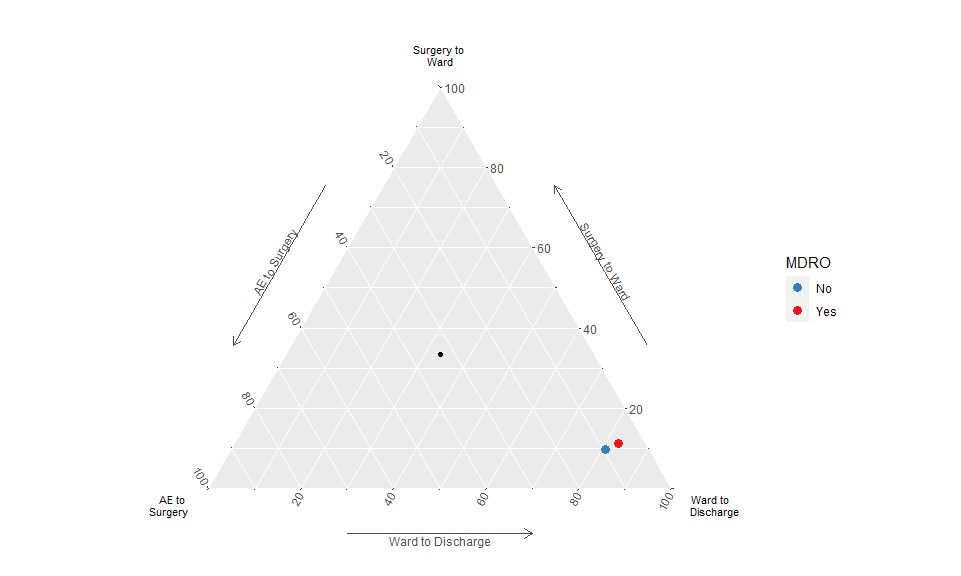 Surgery to
Ward
100
20
80
40
60
60
40
80
20
100
AE to Surgery
Surgery to Ward
MDRO
No
Yes
20
40
60
80
100
AE to
Surgery
Ward to
Discharge
Ward to Discharge